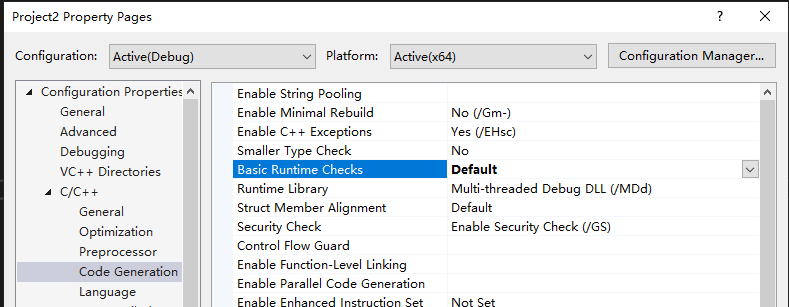 Project2 Property Pages
Configuration: Active(Debug) Platform: Active(x64) Configuration Manager...
Configuration Properties
General
Advanced
Debugging
VC++ Directories
C/C++
General
Optimization
Preprocessor
Code Generation
Language
Enable String Pooling
Enable Minimal Rebuild No (/Gm-)
Enable C++ Exceptions Yes (/EHsc)
Smaller Type Check No
Basic Runtime Checks Default
Runtime Library Multi-threaded Debug DLL (/MDd)
Struct Member Alignment Default
Security Check Enable Security Check (/GS)
Control Flow Guard
Enable Function-Level Linking
Enable Parallel Code Generation
Enable Enhanced Instruction Set Not Set